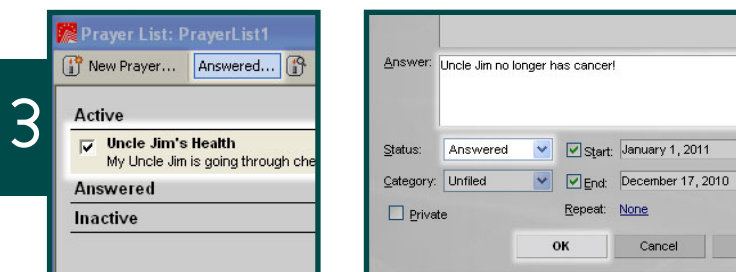 3
Prayer List: PrayerList1
New Prayer... Answered...
Active
Uncle Jim's Health
My Uncle Jim is going through che
Answered
Inactive
Answer: Uncle Jim no longer has cancer!
Status: Answered Start: January 1, 2011
Category: Unfiled End: December 17, 2010
Private Repeat: None
OK Cancel